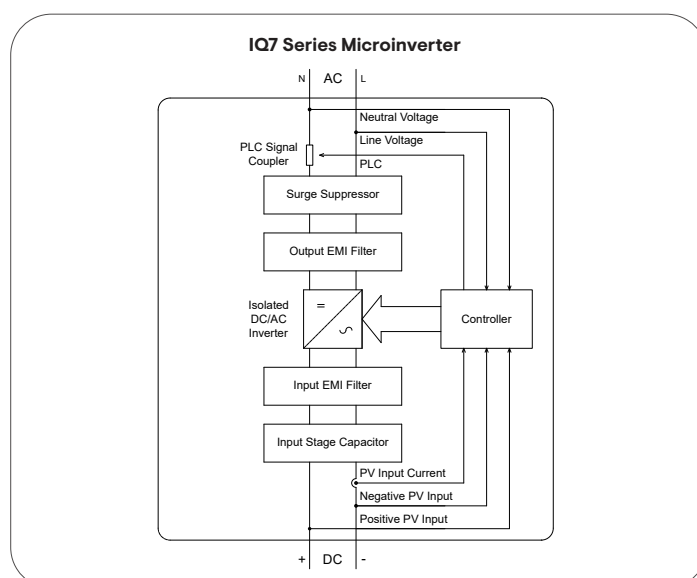 IQ7 Series Microinverter
N AC L
Neutral Voltage
Line Voltage
PLC Signal
Coupler
PLC
Surge Suppressor
Output EMI Filter
Isolated
DC/AC
Inverter
=
Controller
Input EMI Filter
Input Stage Capacitor
PV Input Current
Negative PV Input
Positive PV Input
+ DC -